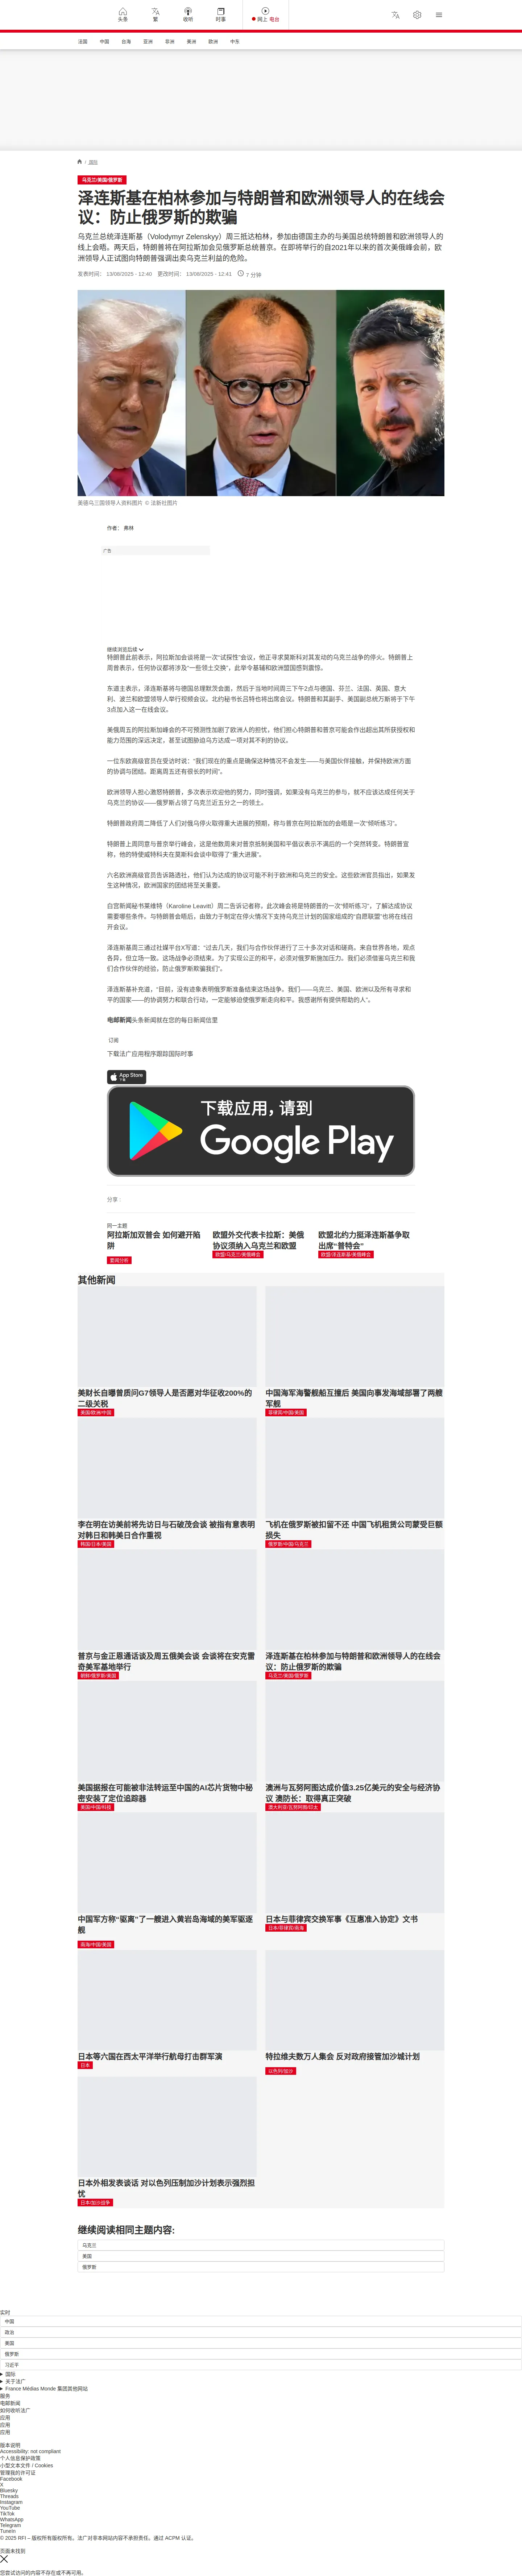 头条
繁
收听
时事
网上 电台
法国
中国
台海
亚洲
非洲
美洲
欧洲
中东
/ 国际
乌克兰/美国/俄罗斯
泽连斯基在柏林参加与特朗普和欧洲领导人的在线会
议：防止俄罗斯的欺骗
乌克兰总统泽连斯基（Volodymyr Zelenskyy）周三抵达柏林，参加由德国主办的与美国总统特朗普和欧洲领导人的
线上会晤。两天后，特朗普将在阿拉斯加会见俄罗斯总统普京。在即将举行的自2021年以来的首次美俄峰会前，欧
洲领导人正试图向特朗普强调出卖乌克兰利益的危险。
发表时间： 13/08/2025 - 12:40 更改时间： 13/08/2025 - 12:41 7 分钟
美德乌三国领导人资料图片 © 法新社图片
作者： 弗林
广告
继续浏览后续
特朗普此前表示，阿拉斯加会谈将是一次“试探性”会议，他正寻求莫斯科对其发动的乌克兰战争的停火。特朗普上
周曾表示，任何协议都将涉及“一些领土交换”，此举令基辅和欧洲盟国感到震惊。
东道主表示，泽连斯基将与德国总理默茨会面，然后于当地时间周三下午2点与德国、芬兰、法国、英国、意大
利、波兰和欧盟领导人举行视频会议。北约秘书长吕特也将出席会议。特朗普和其副手、美国副总统万斯将于下午
3点加入这一在线会议。
美俄周五的阿拉斯加峰会的不可预测性加剧了欧洲人的担忧，他们担心特朗普和普京可能会作出超出其所获授权和
能力范围的深远决定，甚至试图胁迫乌方达成一项对其不利的协议。
一位东欧高级官员在受访时说：“我们现在的重点是确保这种情况不会发生——与美国伙伴接触，并保持欧洲方面
的协调与团结。距离周五还有很长的时间”。
欧洲领导人担心激怒特朗普，多次表示欢迎他的努力，同时强调，如果没有乌克兰的参与，就不应该达成任何关于
乌克兰的协议——俄罗斯占领了乌克兰近五分之一的领土。
特朗普政府周二降低了人们对俄乌停火取得重大进展的预期，称与普京在阿拉斯加的会晤是一次“倾听练习”。
特朗普上周同意与普京举行峰会，这是他数周来对普京抵制美国和平倡议表示不满后的一个突然转变。特朗普宣
称，他的特使威特科夫在莫斯科会谈中取得了“重大进展”。
六名欧洲高级官员告诉路透社，他们认为达成的协议可能不利于欧洲和乌克兰的安全。这些欧洲官员指出，如果发
生这种情况，欧洲国家的团结将至关重要。
白宫新闻秘书莱维特（Karoline Leavitt）周二告诉记者称，此次峰会将是特朗普的一次“倾听练习”，了解达成协议
需要哪些条件。与特朗普会晤后，由致力于制定在停火情况下支持乌克兰计划的国家组成的“自愿联盟”也将在线召
开会议。
泽连斯基周三通过社媒平台X写道：“过去几天，我们与合作伙伴进行了三十多次对话和磋商。来自世界各地，观点
各异，但立场一致。这场战争必须结束。为了实现公正的和平，必须对俄罗斯施加压力。我们必须借鉴乌克兰和我
们合作伙伴的经验，防止俄罗斯欺骗我们”。
泽连斯基补充道，“目前，没有迹象表明俄罗斯准备结束这场战争。我们——乌克兰、美国、欧洲以及所有寻求和
平的国家——的协调努力和联合行动，一定能够迫使俄罗斯走向和平。我感谢所有提供帮助的人”。
电邮新闻头条新闻就在您的每日新闻信里
订阅
下载法广应用程序跟踪国际时事
App Store
下载
下载应用，请到
Google Play
分享 :
同一主题
阿拉斯加双普会 如何避开陷
阱
要闻分析
欧盟外交代表卡拉斯：美俄
协议须纳入乌克兰和欧盟
欧盟/乌克兰/美俄峰会
欧盟北约力挺泽连斯基争取
出席“普特会”
欧盟/泽连斯基/美俄峰会
其他新闻
美财长自曝曾质问G7领导人是否愿对华征收200%的
二级关税
美国/欧洲/中国
中国海军海警舰船互撞后 美国向事发海域部署了两艘
军舰
菲律宾/中国/美国
李在明在访美前将先访日与石破茂会谈 被指有意表明
对韩日和韩美日合作重视
韩国/日本/美国
飞机在俄罗斯被扣留不还 中国飞机租赁公司蒙受巨额
损失
俄罗斯/中国/乌克兰
普京与金正恩通话谈及周五俄美会谈 会谈将在安克雷
奇美军基地举行
朝鲜/俄罗斯/美国
泽连斯基在柏林参加与特朗普和欧洲领导人的在线会
议：防止俄罗斯的欺骗
乌克兰/美国/俄罗斯
美国据报在可能被非法转运至中国的AI芯片货物中秘
密安装了定位追踪器
美国/中国/科技
澳洲与瓦努阿图达成价值3.25亿美元的安全与经济协
议 澳防长：取得真正突破
澳大利亚/瓦努阿图/印太
中国军方称“驱离”了一艘进入黄岩岛海域的美军驱逐
舰
南海/中国/美国
日本与菲律宾交换军事《互惠准入协定》文书
日本/菲律宾/南海
日本等六国在西太平洋举行航母打击群军演
日本
特拉维夫数万人集会 反对政府接管加沙城计划
以色列/加沙
日本外相发表谈话 对以色列压制加沙计划表示强烈担
忧
日本/加沙战争
继续阅读相同主题内容:
乌克兰
美国
俄罗斯
实时
中国
政治
美国
俄罗斯
习近平
国际
关于法广
France Médias Monde 集团其他网站
服务
电邮新闻
如何收听法广
应用
应用
应用
版本说明
Accessibility: not compliant
个人信息保护政策
小型文本文件 / Cookies
管理我的许可证
Facebook
X
Bluesky
Threads
Instagram
YouTube
TikTok
WhatsApp
Telegram
TuneIn
© 2025 RFI – 版权所有版权所有。法广对非本网站内容不承担责任。通过 ACPM 认证。
页面未找到
您尝试访问的内容不存在或不再可用。